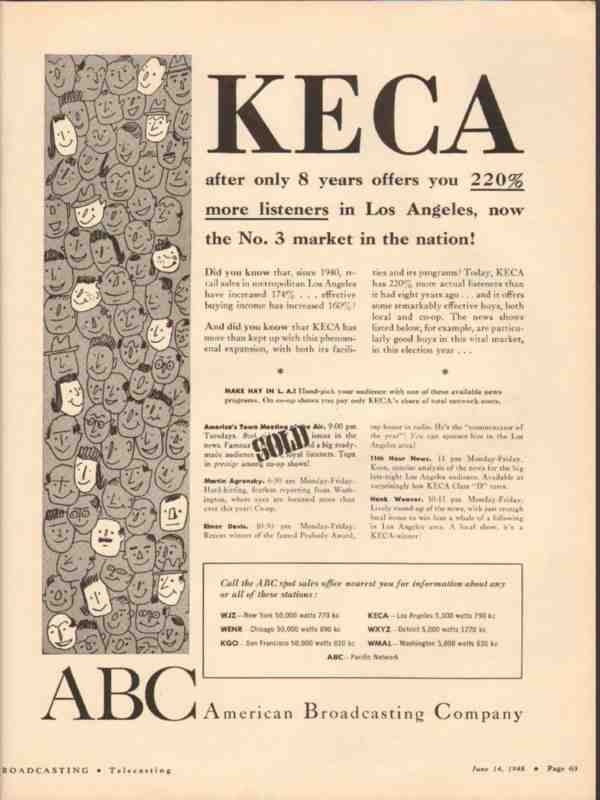 KECA
after only 8 years offers you 220%
more listeners in Los Angeles, now
the No. 3 market in the nation!
Did you know that, since 1940, re-
tail sales in metropolitan Los Angeles
have increased 174% . . . effective
buying income has increased 160%?
And did you know that KECA has
more than kept up with this phenom-
enal expansion, with both its facili-
ties and its programs? Today, KECA
has 220% more actual listeners than
it had eight years ago . . . and it offers
some remarkably effective buys, both
local and co-op. The news shows
listed below, for example, are particu-
larly good buys in this vital market,
in this election year . . .
* *
MAKE HAY IN L. A.! Hand-pick your audience with one of these available news
programs. On co-op shows you pay only KECA's share of total network costs.
America's Town Meeting of the Air, 9:00 pm
Tuesdays. issues in the
news. Famous and a big ready-
made audience loyal listeners. Tops
in prestige among co-op shows!
SOLD
Martin Agronsky. 6:30 am Monday-Friday.
Hard-hitting, fearless reporting from Wash-
ington, where eyes are focused more than
ever this year! Co-op.
Elmer Davis. 10:30 pm Monday-Friday.
Recent winner of the famed Peabody Award,
top honor in radio. He's the "commentator of
the year"! You can sponsor him in the Los
Angeles area!
11th Hour News. 11 pm Monday-Friday.
Keen, concise analysis of the news for the big
late-night Los Angeles audience. Available at
surprisingly low KECA Class "D" rates.
Hank Weaver. 10:15 pm Monday-Friday.
Lively round-up of the news, with just enough
local items to win him a whale of a following
in Los Angeles area. A local show, it's a
KECA-winner!
Call the ABC spot sales office nearest you for information about any
or all of these stations:
WJZ – New York 50,000 watts 770 kc
WENR – Chicago 50,000 watts 890 kc
KGO – San Francisco 50,000 watts 810 kc
KECA – Los Angeles 5,000 watts 790 kc
WXYZ – Detroit 5,000 watts 1270 kc
WMAL – Washington 5,000 watts 630 kc
ABC – Pacific Network
ABC American Broadcasting Company
ROADCASTING • Telecasting
June 14, 1948 • Page 63